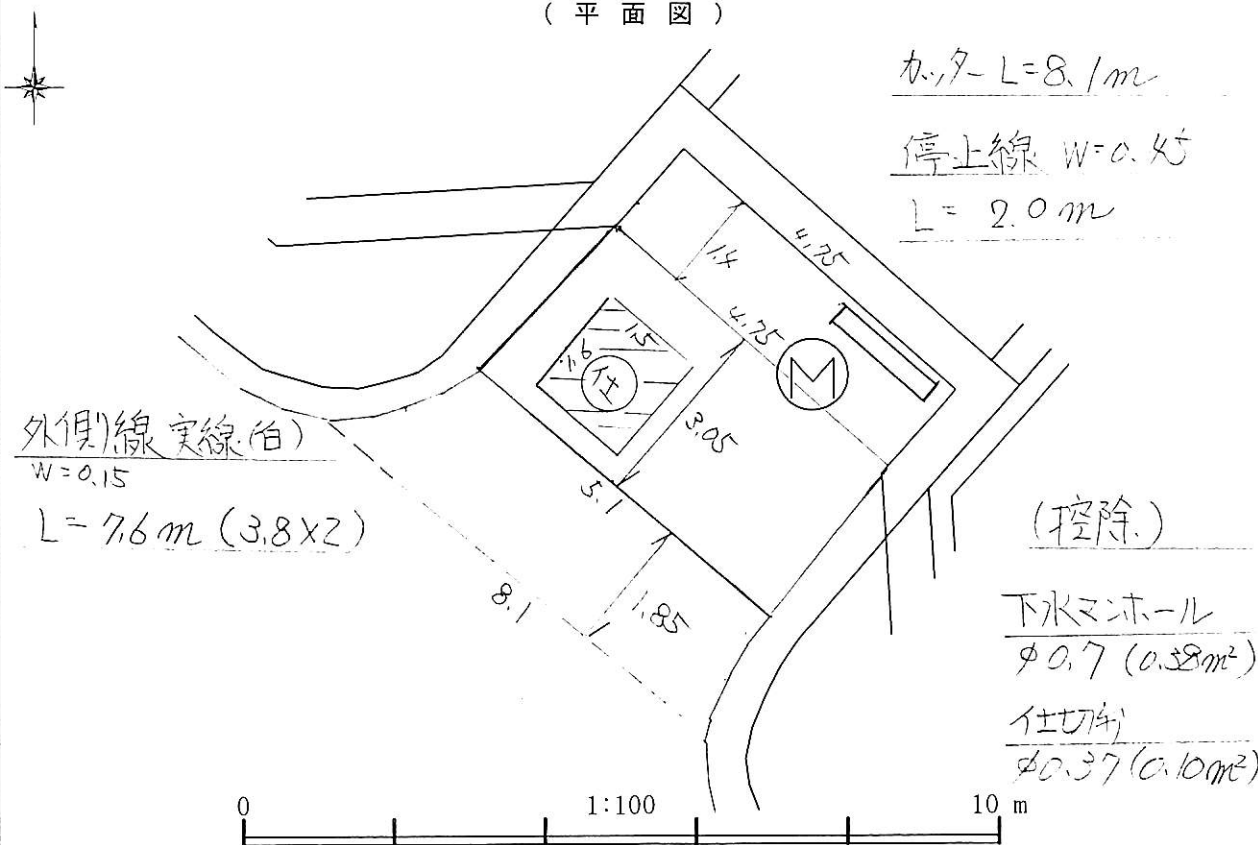 (平面図)
カッター L=8.1m
停止線 W=0.45
L=2.0m
4.75
1.4
4.75
1.5
1.6
仕
M
3.05
5.1
外側線 実線(白)
W=0.15
L=7.6m (3.8×2)
8.1
1.85
(控除)
下水マンホール
φ0.7 (0.38m²)
仕切弁
φ0.37 (0.10m²)
0 1:100 10 m